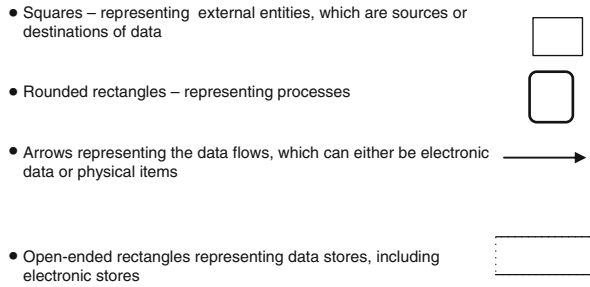 • Squares – representing external entities, which are sources or
destinations of data
• Rounded rectangles – representing processes
• Arrows representing the data flows, which can either be electronic
data or physical items
• Open-ended rectangles representing data stores, including
electronic stores